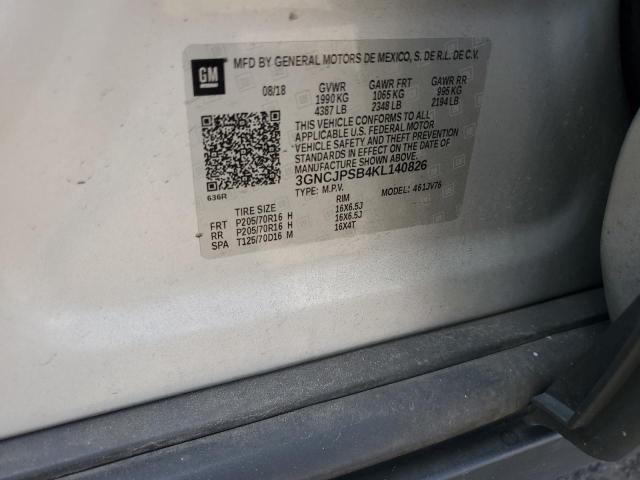 GM
MFD BY GENERAL MOTORS DE MEXICO, S. DE R.L. DE C.V.
08/18 GVWR GAWR FRT GAWR RR
1990 KG 1065 KG 995 KG
4387 LB 2348 LB 2194 LB
THIS VEHICLE CONFORMS TO ALL
APPLICABLE U.S. FEDERAL MOTOR
VEHICLE SAFETY AND THEFT PREVENTION
STANDARDS IN EFFECT ON THE DATE OF
MANUFACTURE SHOWN ABOVE.
3GNCJPSB4KL140826
636R TYPE: M.P.V. MODEL: 461JV76
TIRE SIZE RIM
FRT P205/70R16 H 16X6.5J
RR P205/70R16 H 16X6.5J
SPA T125/70D16 M 16X4T